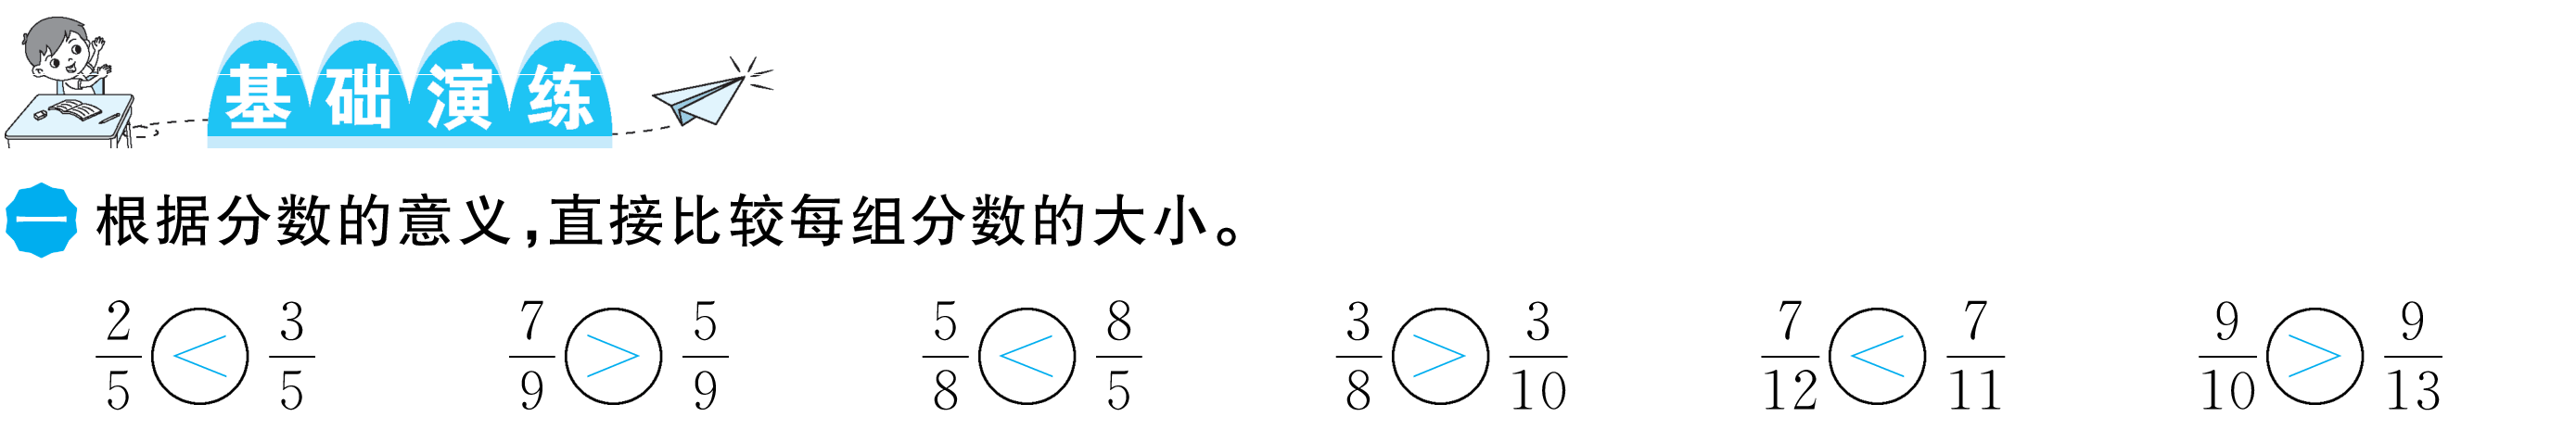 基础演练
一 根据分数的意义,直接比较每组分数的大小。
2/5 < 3/5  7/9 > 5/9  5/8 < 8/5  3/8 > 3/10  7/12 < 7/11  9/10 > 9/13